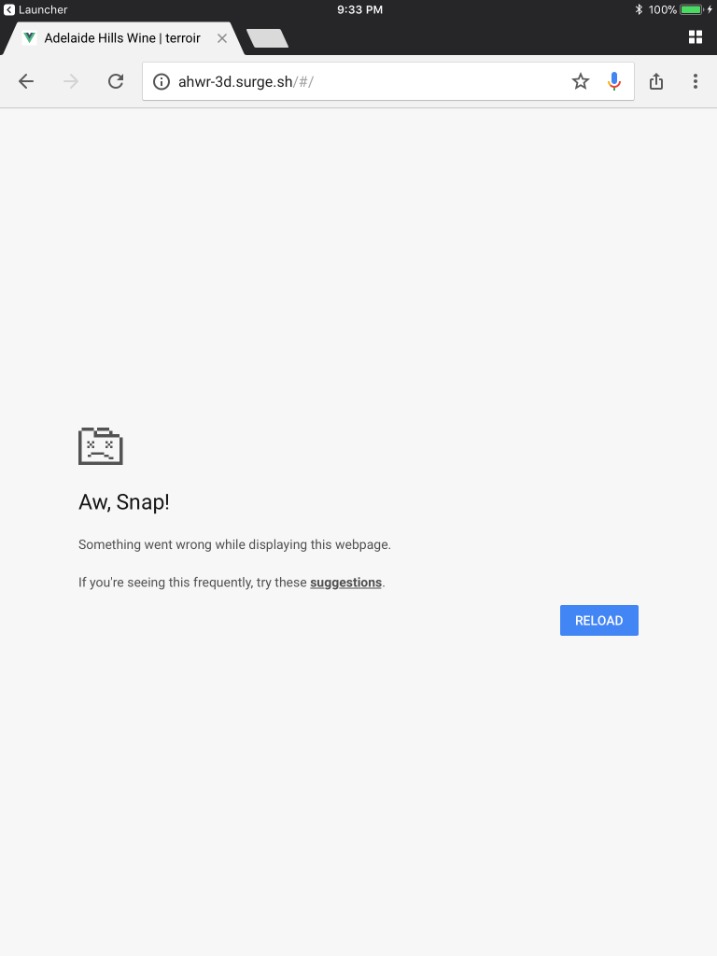 Launcher
9:33 PM
100%
Adelaide Hills Wine | terroir
ahwr-3d.surge.sh/#/
Aw, Snap!
Something went wrong while displaying this webpage.
If you're seeing this frequently, try these suggestions.
RELOAD